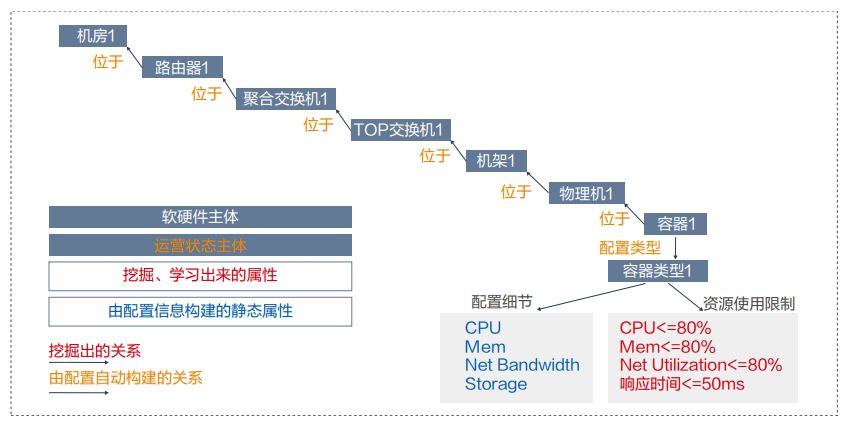 机房1
位于
路由器1
位于
聚合交换机1
位于
TOP交换机1
位于
机架1
位于
物理机1
位于
容器1
配置类型
容器类型1
配置细节
资源使用限制
CPU
Mem
Net Bandwidth
Storage
CPU<=80%
Mem<=80%
Net Utilization<=80%
响应时间<=50ms
软硬件主体
运营状态主体
挖掘、学习出来的属性
由配置信息构建的静态属性
挖掘出的关系
由配置自动构建的关系